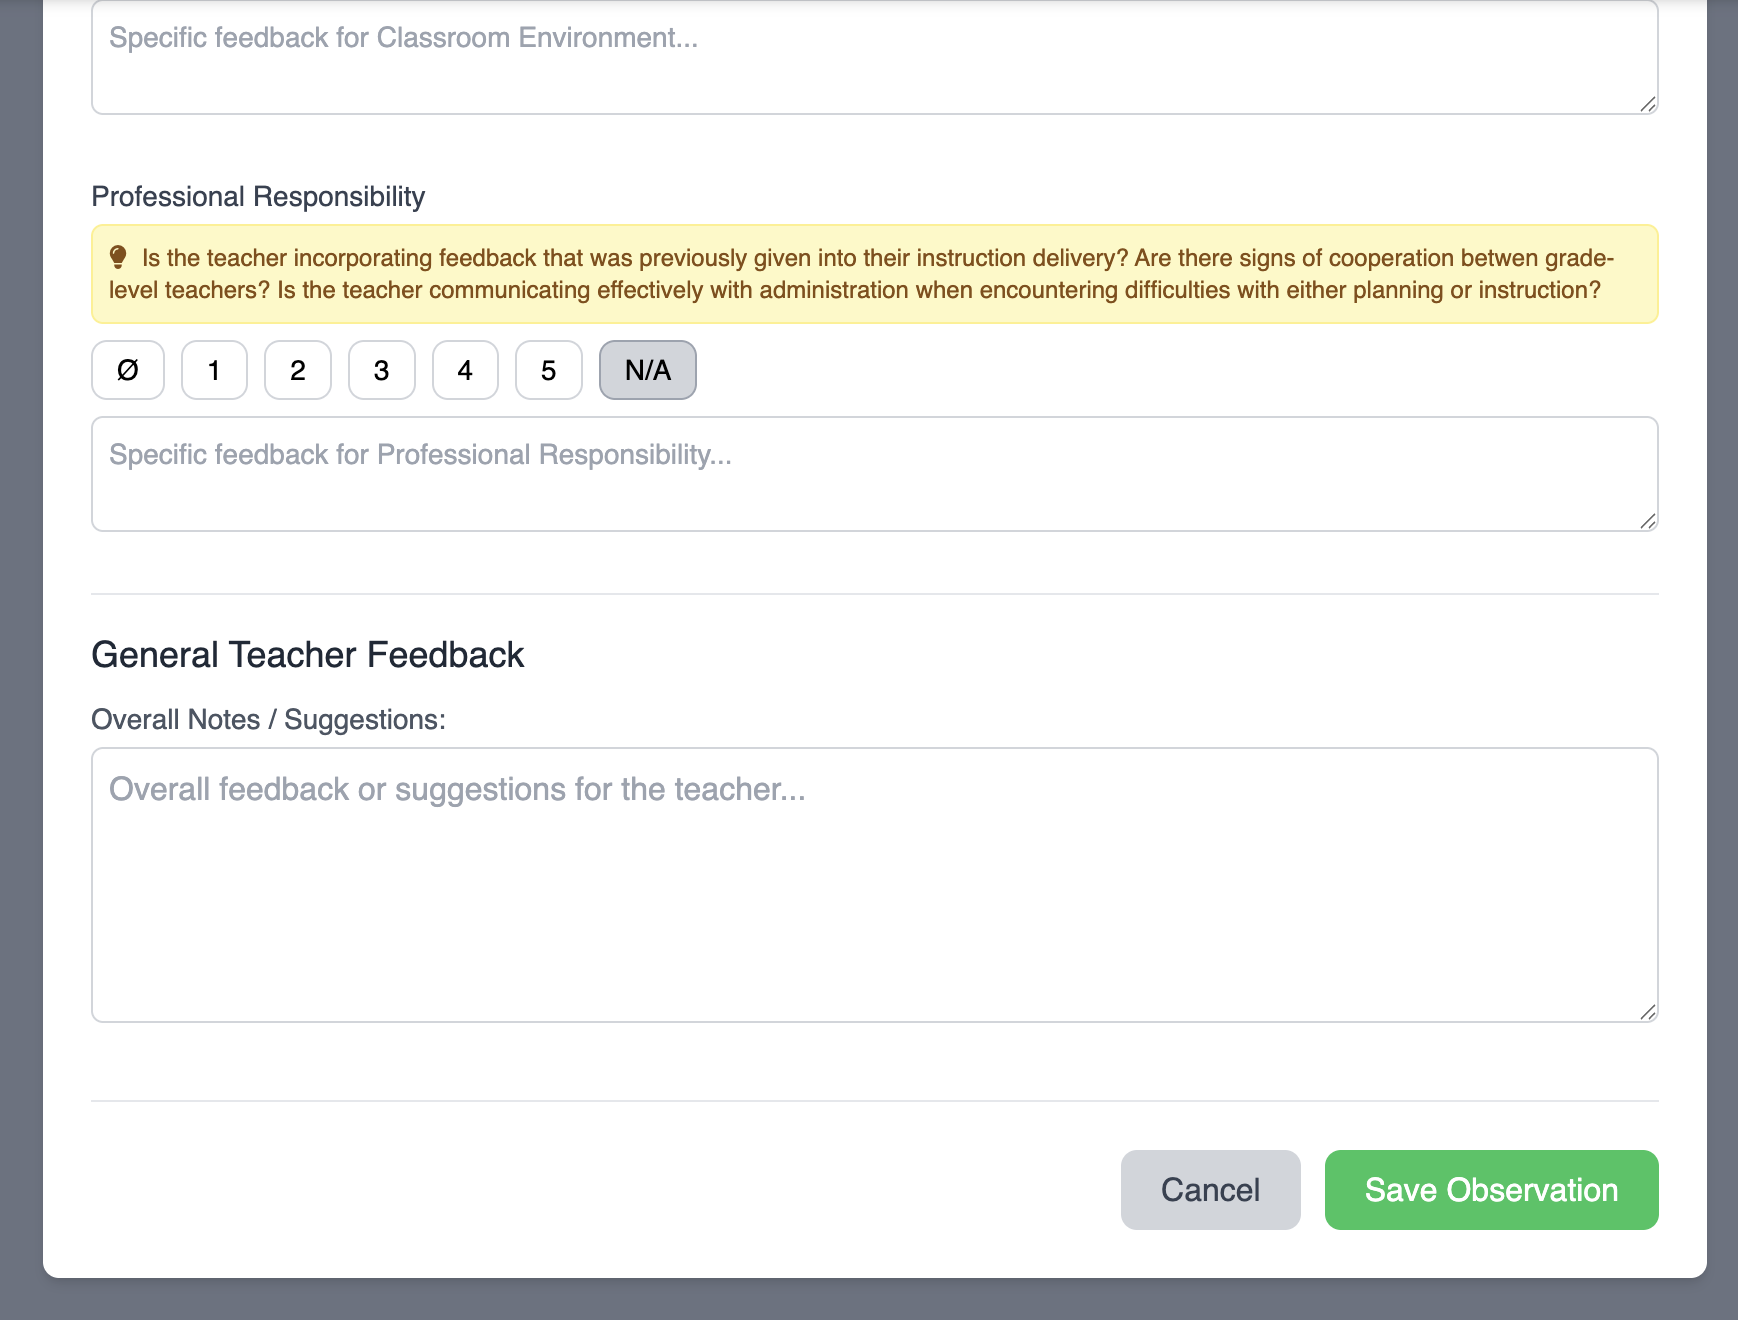 Specific feedback for Classroom Environment...
Professional Responsibility
Is the teacher incorporating feedback that was previously given into their instruction delivery? Are there signs of cooperation betwen grade-
level teachers? Is the teacher communicating effectively with administration when encountering difficulties with either planning or instruction?
Ø 1 2 3 4 5 N/A
Specific feedback for Professional Responsibility...
General Teacher Feedback
Overall Notes / Suggestions:
Overall feedback or suggestions for the teacher...
Cancel Save Observation